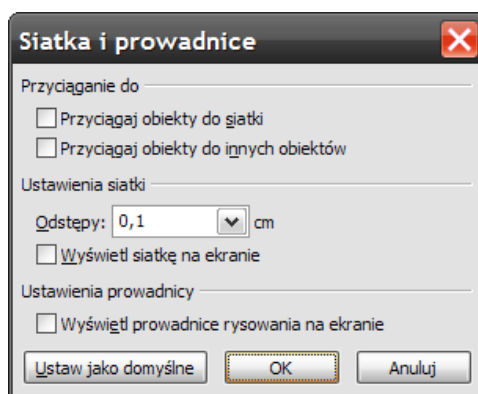 Siatka i prowadnice
Przyciąganie do
Przyciągaj obiekty do siatki
Przyciągaj obiekty do innych obiektów
Ustawienia siatki
Odstępy: 0,1 cm
Wyświetl siatkę na ekranie
Ustawienia prowadnicy
Wyświetl prowadnice rysowania na ekranie
Ustaw jako domyślne OK Anuluj